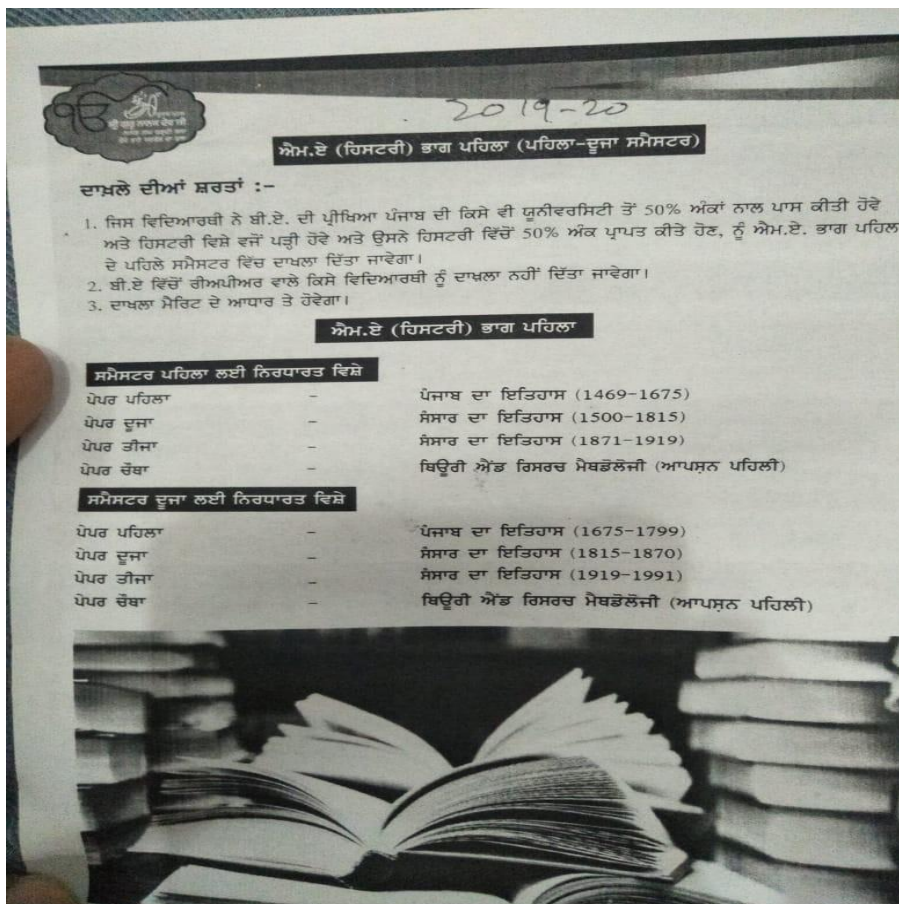 ੴ
ਸ੍ਰੀ ਗੁਰੂ ਨਾਨਕ ਦੇਵ ਜੀ
2019-20
ਐਮ.ਏ (ਹਿਸਟਰੀ) ਭਾਗ ਪਹਿਲਾ (ਪਹਿਲਾ-ਦੂਜਾ ਸਮੈਸਟਰ)
ਦਾਖ਼ਲੇ ਦੀਆਂ ਸ਼ਰਤਾਂ :-
1. ਜਿਸ ਵਿਦਿਆਰਥੀ ਨੇ ਬੀ.ਏ. ਦੀ ਪ੍ਰੀਖਿਆ ਪੰਜਾਬ ਦੀ ਕਿਸੇ ਵੀ ਯੂਨੀਵਰਸਿਟੀ ਤੋਂ 50% ਅੰਕਾਂ ਨਾਲ ਪਾਸ ਕੀਤੀ ਹੋਵੇ
ਅਤੇ ਹਿਸਟਰੀ ਵਿਸ਼ੇ ਵਜੋਂ ਪੜ੍ਹੀ ਹੋਵੇ ਅਤੇ ਉਸਨੇ ਹਿਸਟਰੀ ਵਿੱਚੋਂ 50% ਅੰਕ ਪ੍ਰਾਪਤ ਕੀਤੇ ਹੋਣ, ਨੂੰ ਐਮ.ਏ. ਭਾਗ ਪਹਿਲ
ਦੇ ਪਹਿਲੇ ਸਮੈਸਟਰ ਵਿੱਚ ਦਾਖਲਾ ਦਿੱਤਾ ਜਾਵੇਗਾ।
2. ਬੀ.ਏ ਵਿੱਚੋਂ ਰੀਅਪੀਅਰ ਵਾਲੇ ਕਿਸੇ ਵਿਦਿਆਰਥੀ ਨੂੰ ਦਾਖਲਾ ਨਹੀਂ ਦਿੱਤਾ ਜਾਵੇਗਾ।
3. ਦਾਖਲਾ ਮੈਰਿਟ ਦੇ ਆਧਾਰ ਤੇ ਹੋਵੇਗਾ।
ਐਮ.ਏ (ਹਿਸਟਰੀ) ਭਾਗ ਪਹਿਲਾ
ਸਮੈਸਟਰ ਪਹਿਲਾ ਲਈ ਨਿਰਧਾਰਤ ਵਿਸ਼ੇ
ਪੇਪਰ ਪਹਿਲਾ - ਪੰਜਾਬ ਦਾ ਇਤਿਹਾਸ (1469-1675)
ਪੇਪਰ ਦੂਜਾ - ਸੰਸਾਰ ਦਾ ਇਤਿਹਾਸ (1500-1815)
ਪੇਪਰ ਤੀਜਾ - ਸੰਸਾਰ ਦਾ ਇਤਿਹਾਸ (1871-1919)
ਪੇਪਰ ਚੌਥਾ - ਥਿਊਰੀ ਐਂਡ ਰਿਸਰਚ ਮੈਥਡੋਲੋਜੀ (ਆਪਸ਼ਨ ਪਹਿਲੀ)
ਸਮੈਸਟਰ ਦੂਜਾ ਲਈ ਨਿਰਧਾਰਤ ਵਿਸ਼ੇ
ਪੇਪਰ ਪਹਿਲਾ - ਪੰਜਾਬ ਦਾ ਇਤਿਹਾਸ (1675-1799)
ਪੇਪਰ ਦੂਜਾ - ਸੰਸਾਰ ਦਾ ਇਤਿਹਾਸ (1815-1870)
ਪੇਪਰ ਤੀਜਾ - ਸੰਸਾਰ ਦਾ ਇਤਿਹਾਸ (1919-1991)
ਪੇਪਰ ਚੌਥਾ - ਥਿਊਰੀ ਐਂਡ ਰਿਸਰਚ ਮੈਥਡੋਲੋਜੀ (ਆਪਸ਼ਨ ਪਹਿਲੀ)